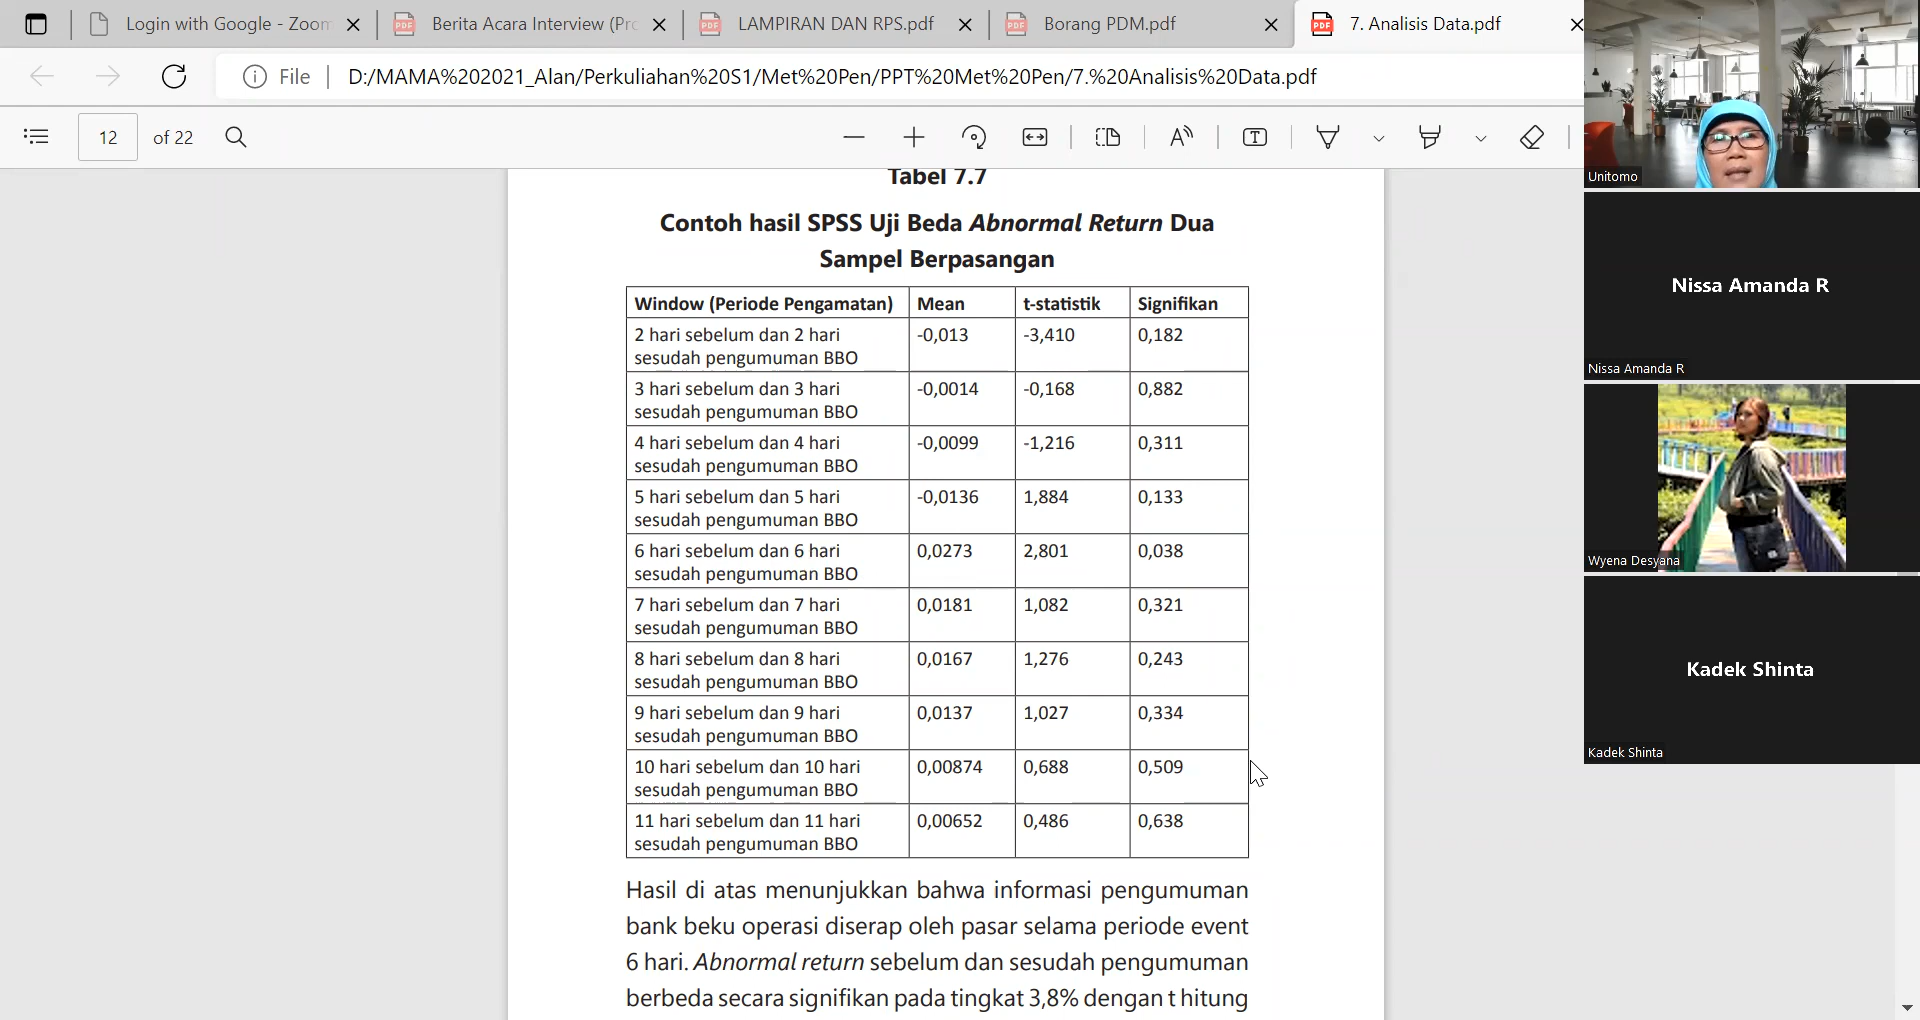 Login with Google - Zoom
Berita Acara Interview (Pro
LAMPIRAN DAN RPS.pdf
Borang PDM.pdf
7. Analisis Data.pdf
File
D:/MAMA%202021_Alan/Perkuliahan%20S1/Met%20Pen/PPT%20Met%20Pen/7.%20Analisis%20Data.pdf
12 of 22
Tabel 7.7
Contoh hasil SPSS Uji Beda Abnormal Return Dua
Sampel Berpasangan
Window (Periode Pengamatan) Mean t-statistik Signifikan
2 hari sebelum dan 2 hari -0,013 -3,410 0,182
sesudah pengumuman BBO
3 hari sebelum dan 3 hari -0,0014 -0,168 0,882
sesudah pengumuman BBO
4 hari sebelum dan 4 hari -0,0099 -1,216 0,311
sesudah pengumuman BBO
5 hari sebelum dan 5 hari -0,0136 1,884 0,133
sesudah pengumuman BBO
6 hari sebelum dan 6 hari 0,0273 2,801 0,038
sesudah pengumuman BBO
7 hari sebelum dan 7 hari 0,0181 1,082 0,321
sesudah pengumuman BBO
8 hari sebelum dan 8 hari 0,0167 1,276 0,243
sesudah pengumuman BBO
9 hari sebelum dan 9 hari 0,0137 1,027 0,334
sesudah pengumuman BBO
10 hari sebelum dan 10 hari 0,00874 0,688 0,509
sesudah pengumuman BBO
11 hari sebelum dan 11 hari 0,00652 0,486 0,638
sesudah pengumuman BBO
Hasil di atas menunjukkan bahwa informasi pengumuman
bank beku operasi diserap oleh pasar selama periode event
6 hari. Abnormal return sebelum dan sesudah pengumuman
berbeda secara signifikan pada tingkat 3,8% dengan t hitung
Unitomo
Nissa Amanda R
Nissa Amanda R
Wyena Desyana
Kadek Shinta
Kadek Shinta